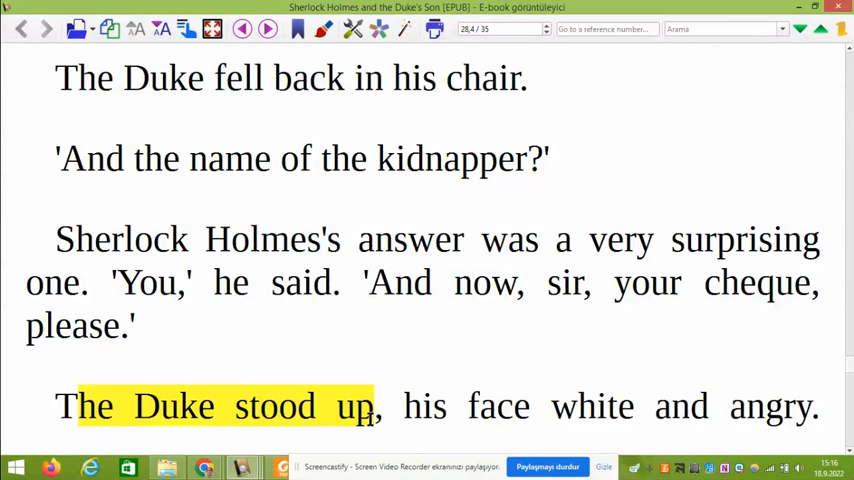 Sherlock Holmes and the Duke's Son [EPUB] - E-book görüntüleyici
28,4 / 35
Go to a reference number...
Arama
The Duke fell back in his chair.
'And the name of the kidnapper?'
Sherlock Holmes's answer was a very surprising
one. 'You,' he said. 'And now, sir, your cheque,
please.'
The Duke stood up, his face white and angry.
Screencastify - Screen Video Recorder ekranınızı paylaşıyor.
Paylaşmayı durdur
Gizle
15:16
18.9.2022